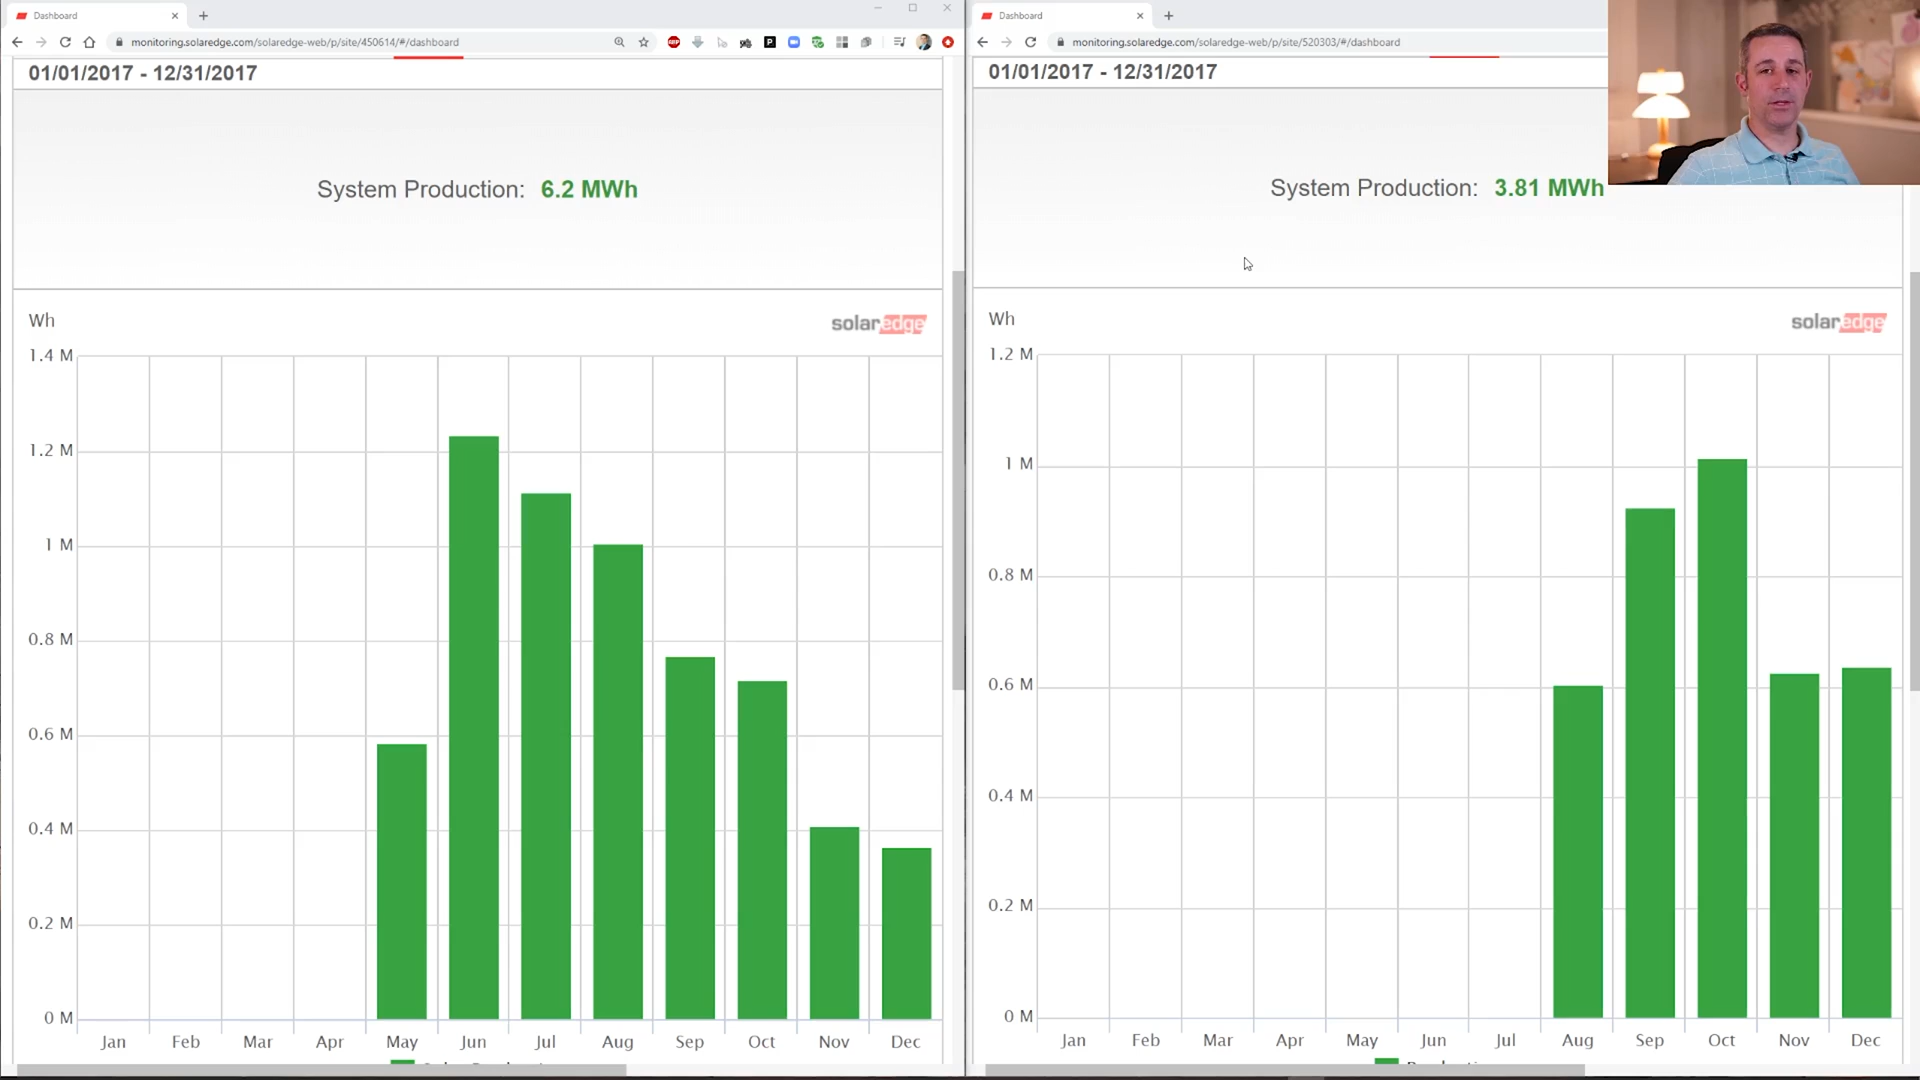 Dashboard
monitoring.solaredge.com/solaredge-web/p/site/450614/#/dashboard
01/01/2017 - 12/31/2017
System Production: 6.2 MWh
Wh
solaredge
1.4 M
1.2 M
1 M
0.8 M
0.6 M
0.4 M
0.2 M
0 M
Jan Feb Mar Apr May Jun Jul Aug Sep Oct Nov Dec
Dashboard
monitoring.solaredge.com/solaredge-web/p/site/520303/#/dashboard
01/01/2017 - 12/31/2017
System Production: 3.81 MWh
Wh
solaredge
1.2 M
1 M
0.8 M
0.6 M
0.4 M
0.2 M
0 M
Jan Feb Mar Apr May Jun Jul Aug Sep Oct Nov Dec